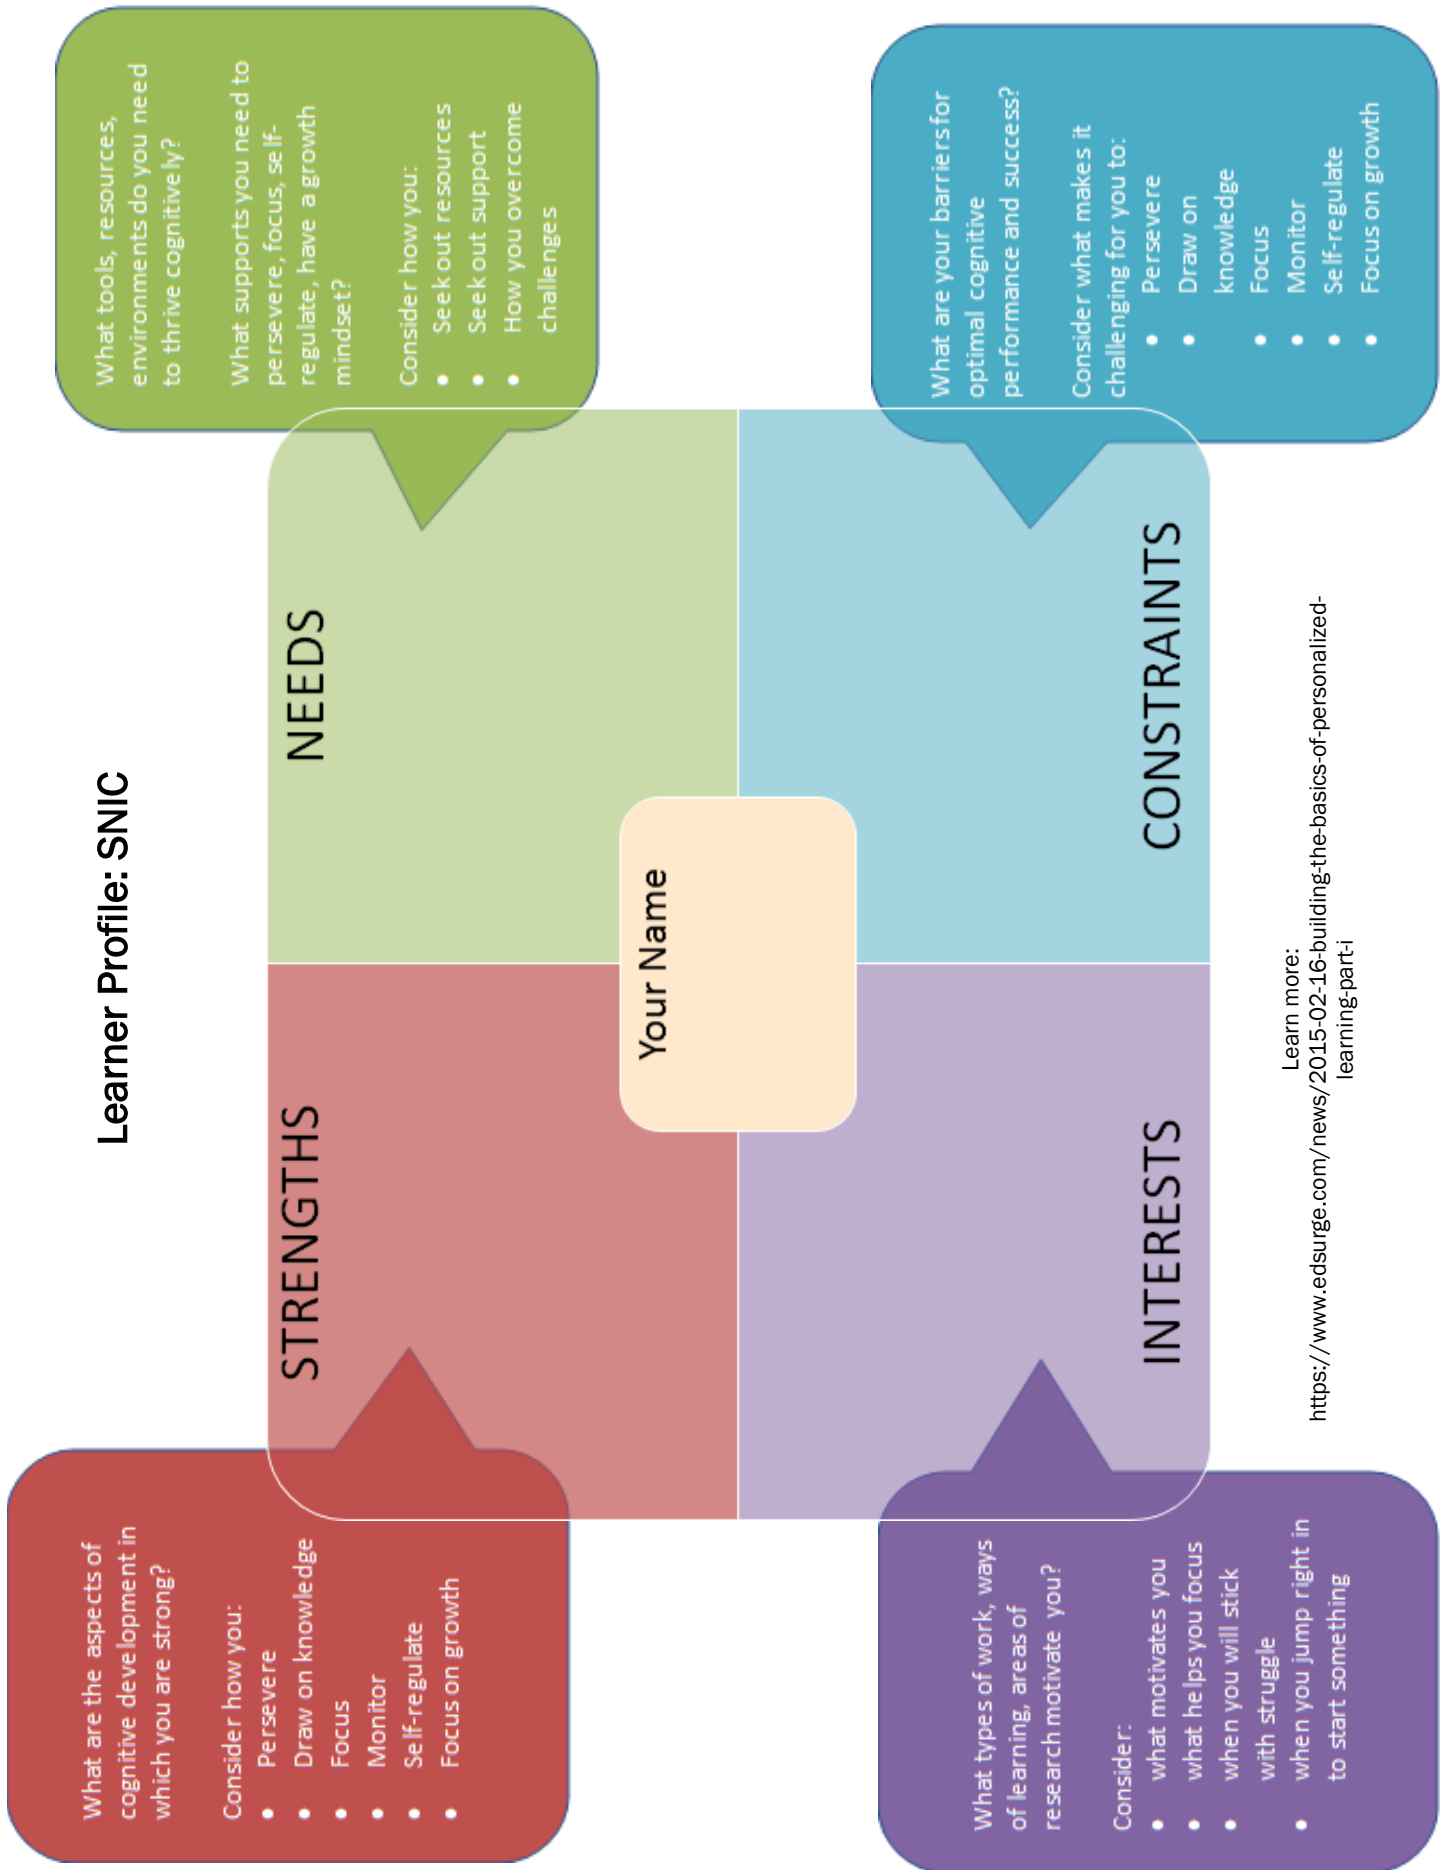 Learner Profile: SNIC
What are the aspects of
cognitive development in
which you are strong?
Consider how you:
• Persevere
• Draw on knowledge
• Focus
• Monitor
• Self-regulate
• Focus on growth
STRENGTHS
NEEDS
What tools, resources,
environments do you need
to thrive cognitively?
What supports you need to
persevere, focus, self-
regulate, have a growth
mindset?
Consider how you:
• Seek out resources
• Seek out support
• How you overcome
challenges
Your Name
What types of work, ways
of learning, areas of
research motivate you?
Consider:
• what motivates you
• what helps you focus
• when you will stick
with struggle
• when you jump right in
to start something
INTERESTS
CONSTRAINTS
What are your barriers for
optimal cognitive
performance and success?
Consider what makes it
challenging for you to:
• Persevere
• Draw on
knowledge
• Focus
• Monitor
• Self-regulate
• Focus on growth
Learn more:
https://www.edsurge.com/news/2015-02-16-building-the-basics-of-personalized-
learning-part-i